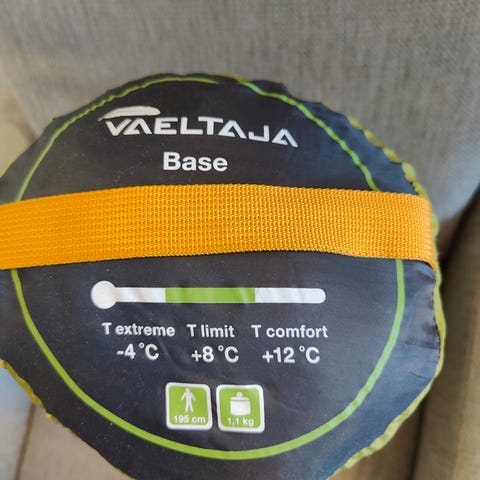 VAELTAJA
Base
T extreme T limit T comfort
-4°C +8°C +12°C
195 cm 1,1 kg